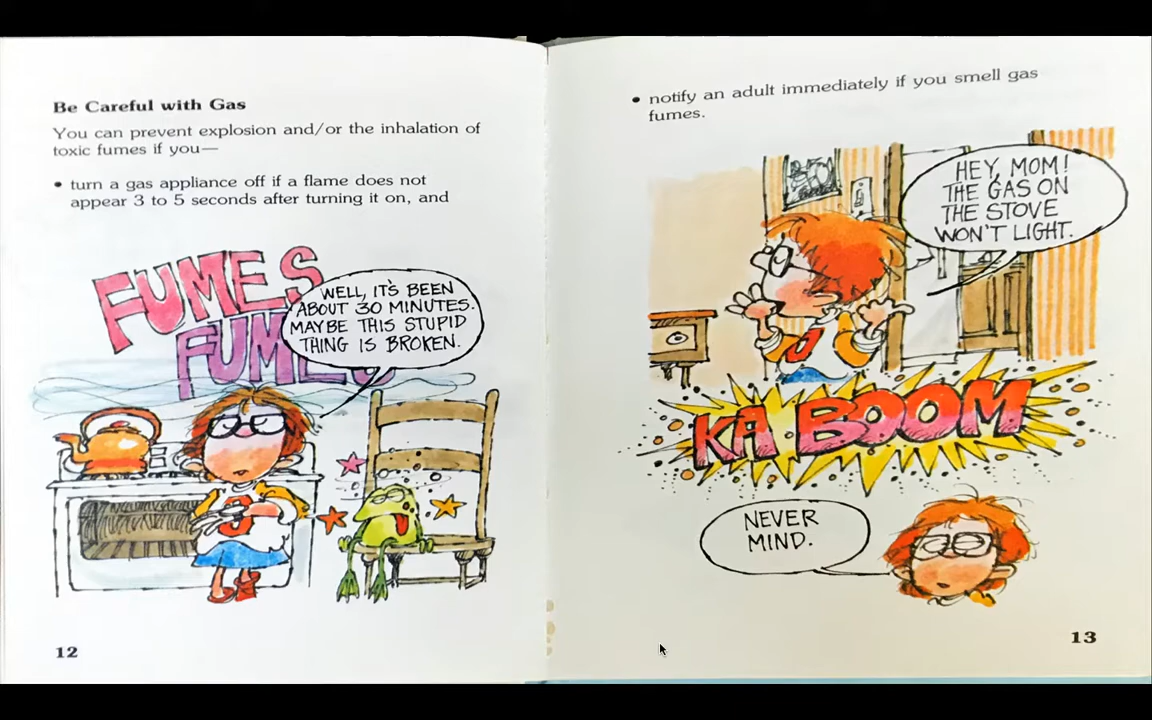 Be Careful with Gas
You can prevent explosion and/or the inhalation of
toxic fumes if you—
• turn a gas appliance off if a flame does not
appear 3 to 5 seconds after turning it on, and
FUMES
FUMES
WELL, IT'S BEEN
ABOUT 30 MINUTES.
MAYBE THIS STUPID
THING IS BROKEN.
12
• notify an adult immediately if you smell gas
fumes.
HEY, MOM!
THE GAS ON
THE STOVE
WON'T LIGHT.
KA BOOM
NEVER
MIND.
13